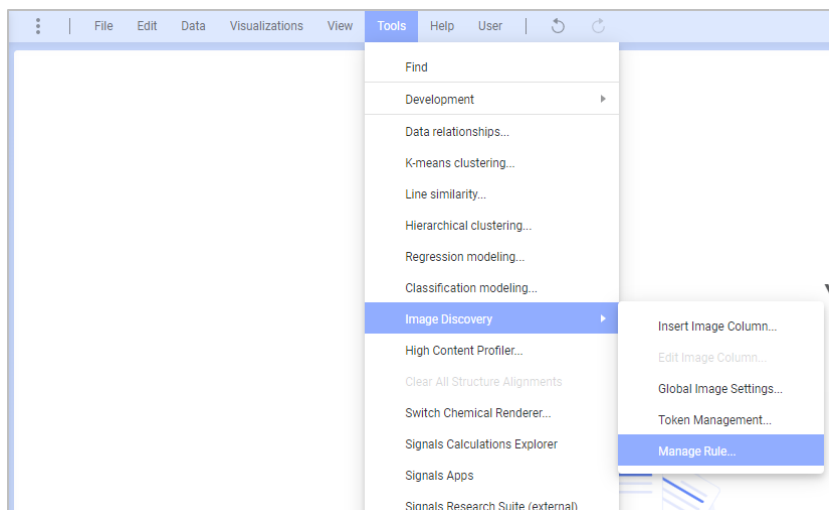 File Edit Data Visualizations View Tools Help User
Find
Development
Data relationships...
K-means clustering...
Line similarity...
Hierarchical clustering...
Regression modeling...
Classification modeling...
Image Discovery
Insert Image Column...
High Content Profiler...
Edit Image Column...
Clear All Structure Alignments
Global Image Settings...
Switch Chemical Renderer...
Token Management...
Signals Calculations Explorer
Manage Rule...
Signals Apps
Signals Research Suite (external)